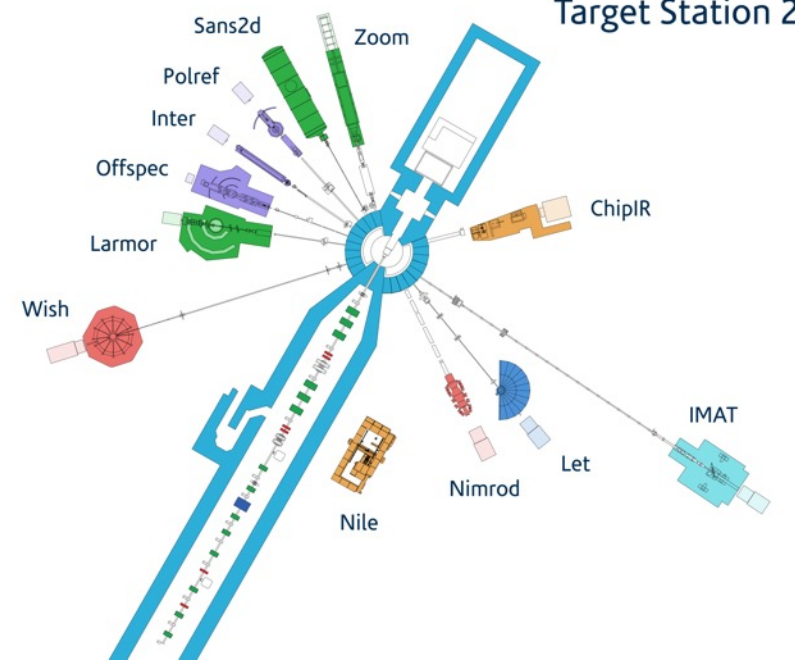 Target Station 2
Sans2d
Zoom
Polref
Inter
Offspec
ChipIR
Larmor
Wish
IMAT
Let
Nimrod
Nile